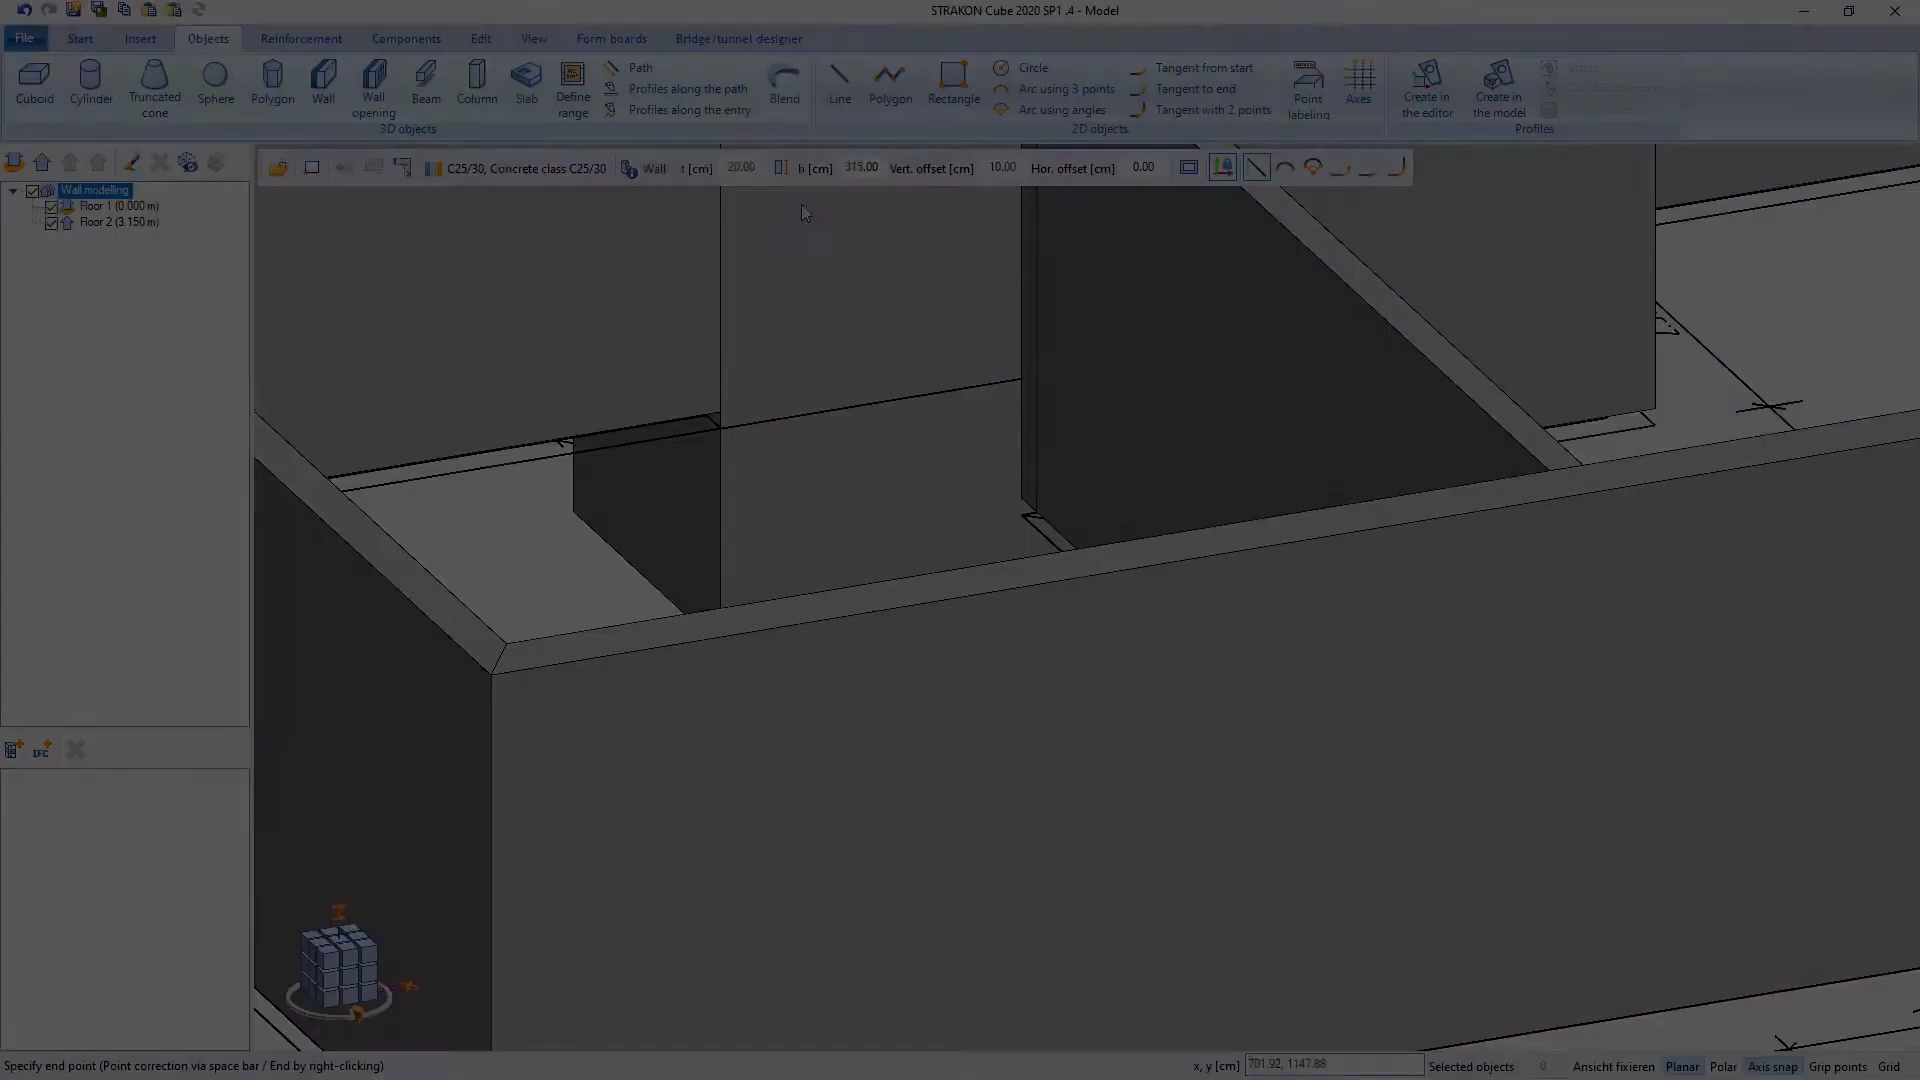 STRAKON Cube 2020 SP1 .4 - Model
File Start Insert Objects Reinforcement Components Edit View Form boards Bridge/tunnel designer
Cuboid Cylinder Truncated cone Sphere Polygon Wall Wall opening Beam Column Slab Define range
Path
Profiles along the path
Profiles along the entry
Blend
Line Polygon Rectangle
Circle
Arc using 3 points
Arc using angles
Tangent from start
Tangent to end
Tangent with 2 points
Point labeling
Axes
Create in the editor
Create in the model
3D objects
2D objects
Profiles
C25/30, Concrete class C25/30 Wall t [cm] 20.00 h [cm] 315.00 Vert. offset [cm] 10.00 Hor. offset [cm] 0.00
Wall modelling
Floor 1 (0.000 m)
Floor 2 (3.150 m)
IFC
Z
X
Specify end point (Point correction via space bar / End by right-clicking) x, y [cm] 701.92, 1147.88 Selected objects 0 Ansicht fixieren Planar Polar Axis snap Grip points Grid